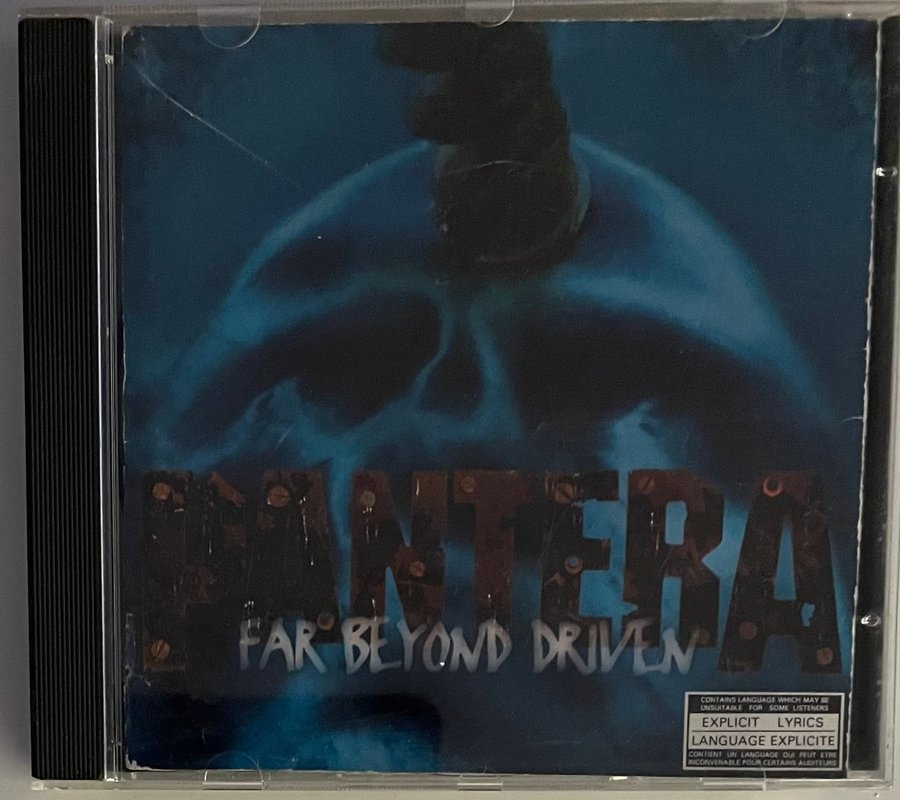 PANTERA
FAR BEYOND DRIVEN
CONTAINS LANGUAGE WHICH MAY BE
UNSUITABLE FOR SOME LISTENERS
EXPLICIT LYRICS
LANGUAGE EXPLICITE
CONTIENT UN LANGAGE QUI PEUT ETRE
INCONVENABLE POUR CERTAINS AUDITEURS